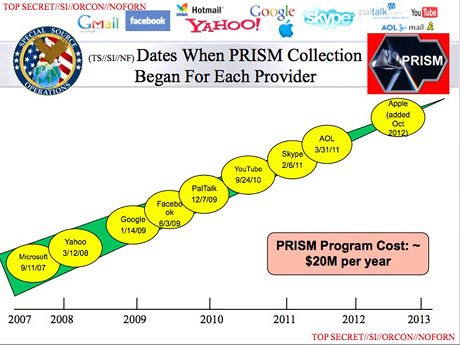 TOP SECRET//SI//ORCON/NOFORN
Gmail
facebook
Hotmail
YAHOO!
Google
skype
paltalk.com
YouTube
AOL mail
SPECIAL SOURCE OPERATIONS
(TS//SI//NF) Dates When PRISM Collection
Began For Each Provider
PRISM
Microsoft
9/11/07
Yahoo
3/12/08
Google
1/14/09
Facebo
ok
6/3/09
PalTalk
12/7/09
YouTube
9/24/10
Skype
2/6/11
AOL
3/31/11
Apple
(added
Oct
2012)
PRISM Program Cost: ~
$20M per year
2007 2008 2009 2010 2011 2012 2013
TOP SECRET//SI//ORCON/NOFORN